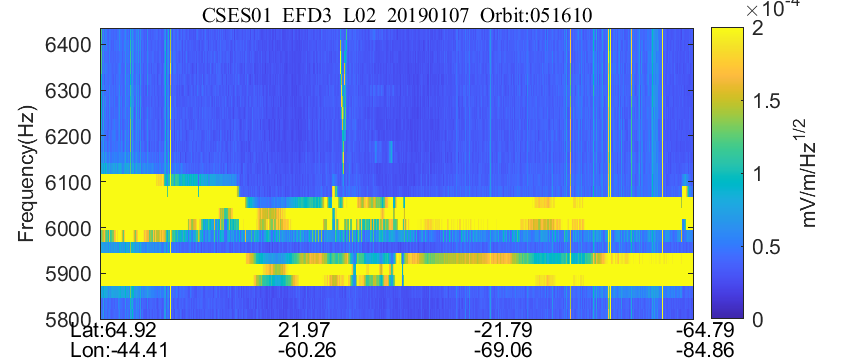 CSES01 EFD3 L02 20190107 Orbit:051610
×10⁻⁴
6400
6300
6200
6100
6000
5900
5800
Frequency(Hz)
2
1.5
1
0.5
0
mV/m/Hz^1/2
Lat:64.92 21.97 -21.79 -64.79
Lon:-44.41 -60.26 -69.06 -84.86